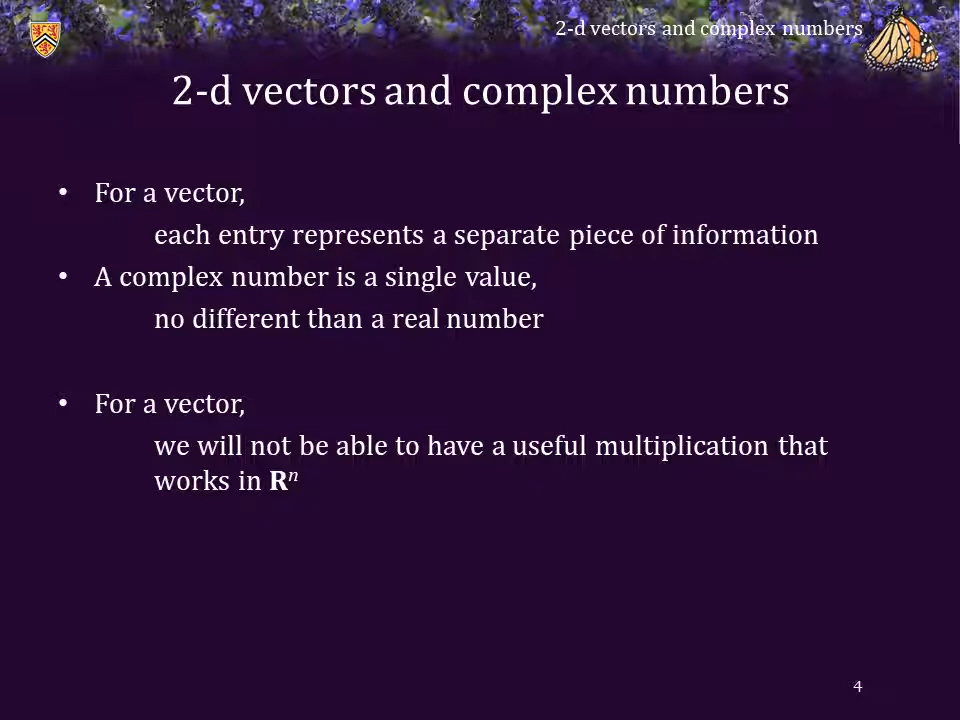 2-d vectors and complex numbers
2-d vectors and complex numbers
• For a vector,
each entry represents a separate piece of information
• A complex number is a single value,
no different than a real number
• For a vector,
we will not be able to have a useful multiplication that
works in Rⁿ
4